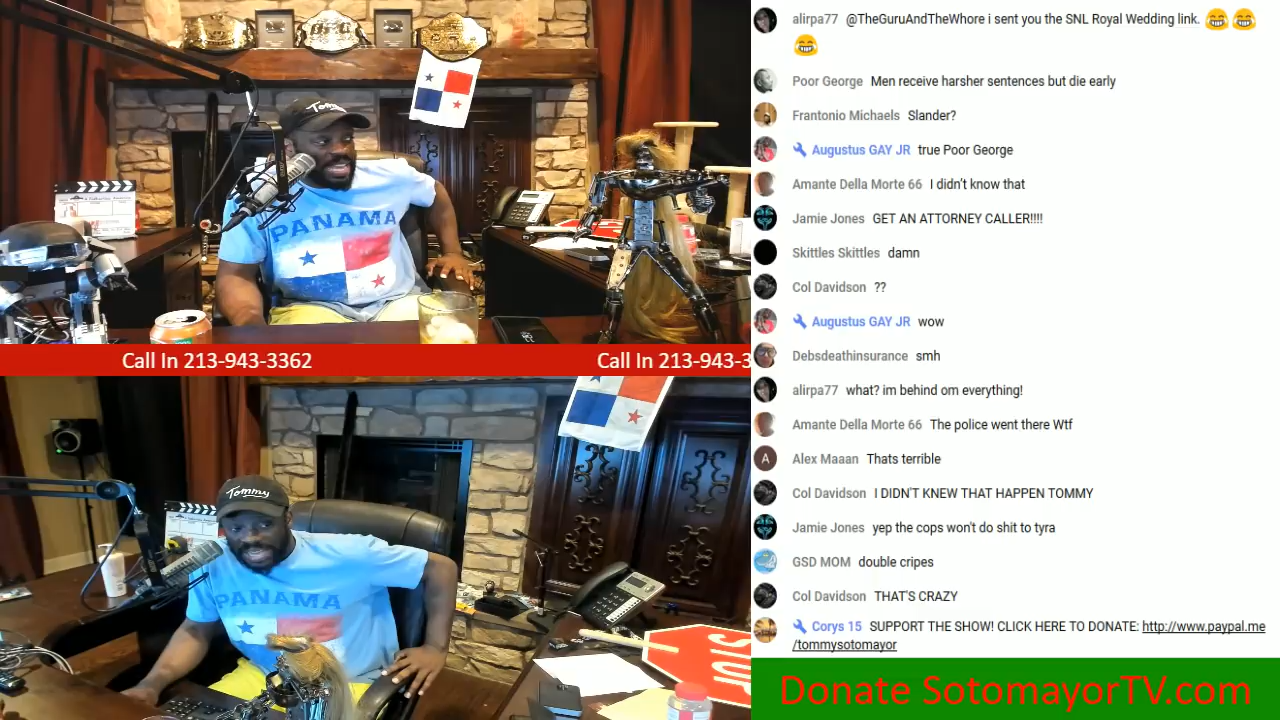 Tommy
PANAMA
Call In 213-943-3362
Call In 213-943-3
Tommy
PANAMA
alirpa77 @TheGuruAndTheWhore i sent you the SNL Royal Wedding link. 😂 😂
😂
Poor George Men receive harsher sentences but die early
Frantonio Michaels Slander?
Augustus GAY JR true Poor George
Amante Della Morte 66 I didn't know that
Jamie Jones GET AN ATTORNEY CALLER!!!!
Skittles Skittles damn
Col Davidson ??
Augustus GAY JR wow
Debsdeathinsurance smh
alirpa77 what? im behind om everything!
Amante Della Morte 66 The police went there Wtf
A Alex Maaan Thats terrible
Col Davidson I DIDN'T KNEW THAT HAPPEN TOMMY
Jamie Jones yep the cops won't do shit to tyra
GSD MOM double cripes
Col Davidson THAT'S CRAZY
Corys 15 SUPPORT THE SHOW! CLICK HERE TO DONATE: http://www.paypal.me
/tommysotomayor
Donate SotomayorTV.com